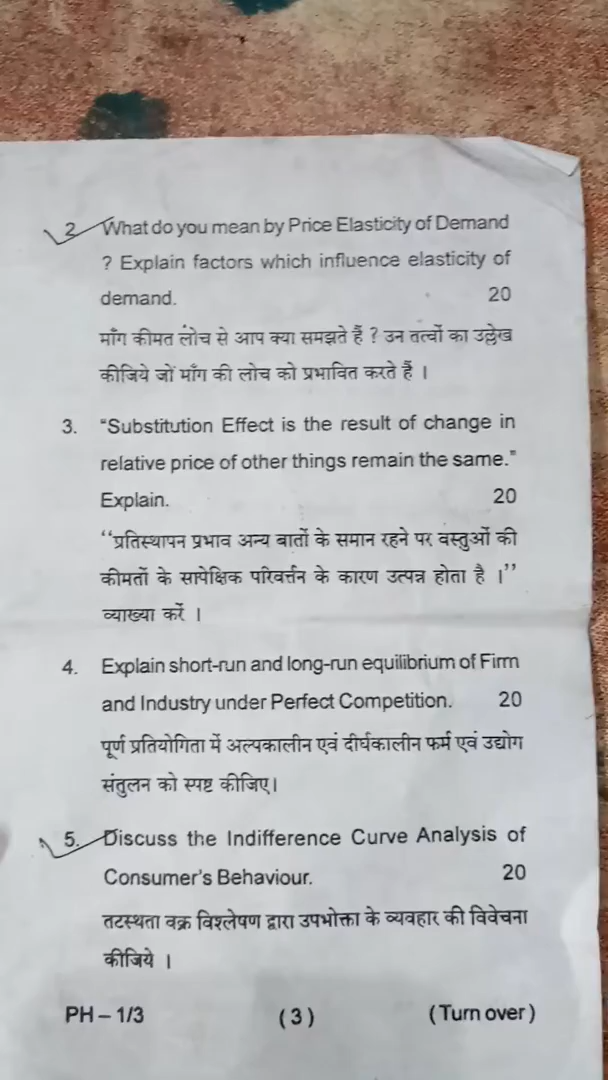 2. What do you mean by Price Elasticity of Demand
? Explain factors which influence elasticity of
demand. 20
माँग कीमत लोच से आप क्या समझते हैं ? उन तत्वों का उल्लेख
कीजिये जों माँग की लोच को प्रभावित करते हैं ।
3. “Substitution Effect is the result of change in
relative price of other things remain the same.”
Explain. 20
‘‘प्रतिस्थापन प्रभाव अन्य बातों के समान रहने पर वस्तुओं की
कीमतों के सापेक्षिक परिवर्त्तन के कारण उत्पन्न होता है ।’’
व्याख्या करें ।
4. Explain short-run and long-run equilibrium of Firm
and Industry under Perfect Competition. 20
पूर्ण प्रतियोगिता में अल्पकालीन एवं दीर्घकालीन फर्म एवं उद्योग
संतुलन को स्पष्ट कीजिए।
5. Discuss the Indifference Curve Analysis of
Consumer's Behaviour. 20
तटस्थता वक्र विश्लेषण द्वारा उपभोक्ता के व्यवहार की विवेचना
कीजिये ।
PH – 1/3 (3) (Turn over)